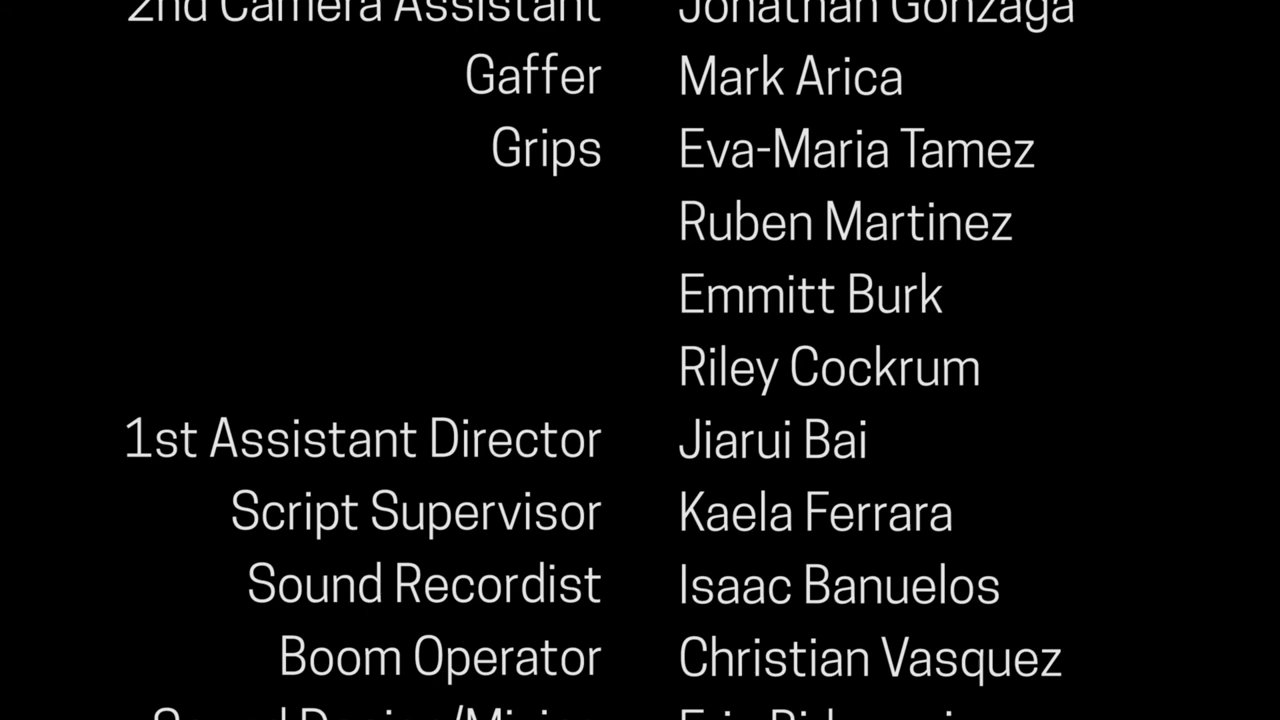 2nd Camera Assistant Jonathan Gonzaga
Gaffer Mark Arica
Grips Eva-Maria Tamez
Ruben Martinez
Emmitt Burk
Riley Cockrum
1st Assistant Director Jiarui Bai
Script Supervisor Kaela Ferrara
Sound Recordist Isaac Banuelos
Boom Operator Christian Vasquez
Sound